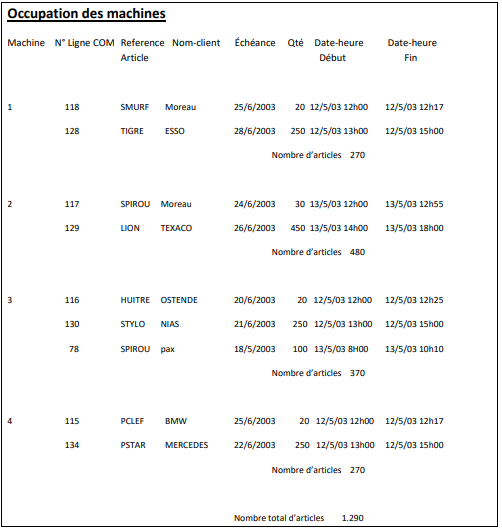 Occupation des machines
Machine N° Ligne COM Reference Nom-client Échéance Qté Date-heure Date-heure
Article Début Fin
1 118 SMURF Moreau 25/6/2003 20 12/5/03 12h00 12/5/03 12h17
128 TIGRE ESSO 28/6/2003 250 12/5/03 13h00 12/5/03 15h00
Nombre d'articles 270
2 117 SPIROU Moreau 24/6/2003 30 13/5/03 12h00 13/5/03 12h55
129 LION TEXACO 26/6/2003 450 13/5/03 14h00 13/5/03 18h00
Nombre d'articles 480
3 116 HUITRE OSTENDE 20/6/2003 20 12/5/03 12h00 12/5/03 12h25
130 STYLO NIAS 21/6/2003 250 12/5/03 13h00 12/5/03 15h00
78 SPIROU pax 18/5/2003 100 13/5/03 8H00 13/5/03 10h10
Nombre d'articles 370
4 115 PCLEF BMW 25/6/2003 20 12/5/03 12h00 12/5/03 12h17
134 PSTAR MERCEDES 22/6/2003 250 12/5/03 13h00 12/5/03 15h00
Nombre d'articles 270
Nombre total d'articles 1.290